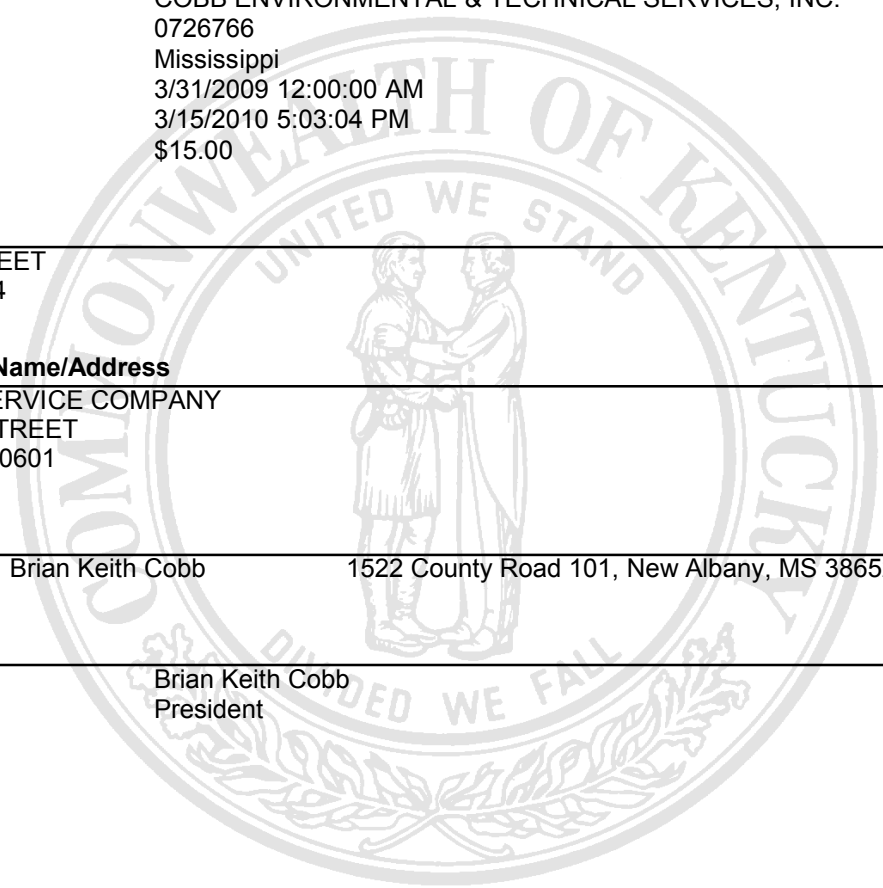 COBB ENVIRONMENTAL & TECHNICAL SERVICES, INC.
0726766
Mississippi
3/31/2009 12:00:00 AM
3/15/2010 5:03:04 PM
$15.00
COMMONWEALTH OF KENTUCKY
UNITED WE STAND
EET
4
Name/Address
ERVICE COMPANY
TREET
0601
Brian Keith Cobb 1522 County Road 101, New Albany, MS 3865
DIVIDED WE FALL
Brian Keith Cobb
President